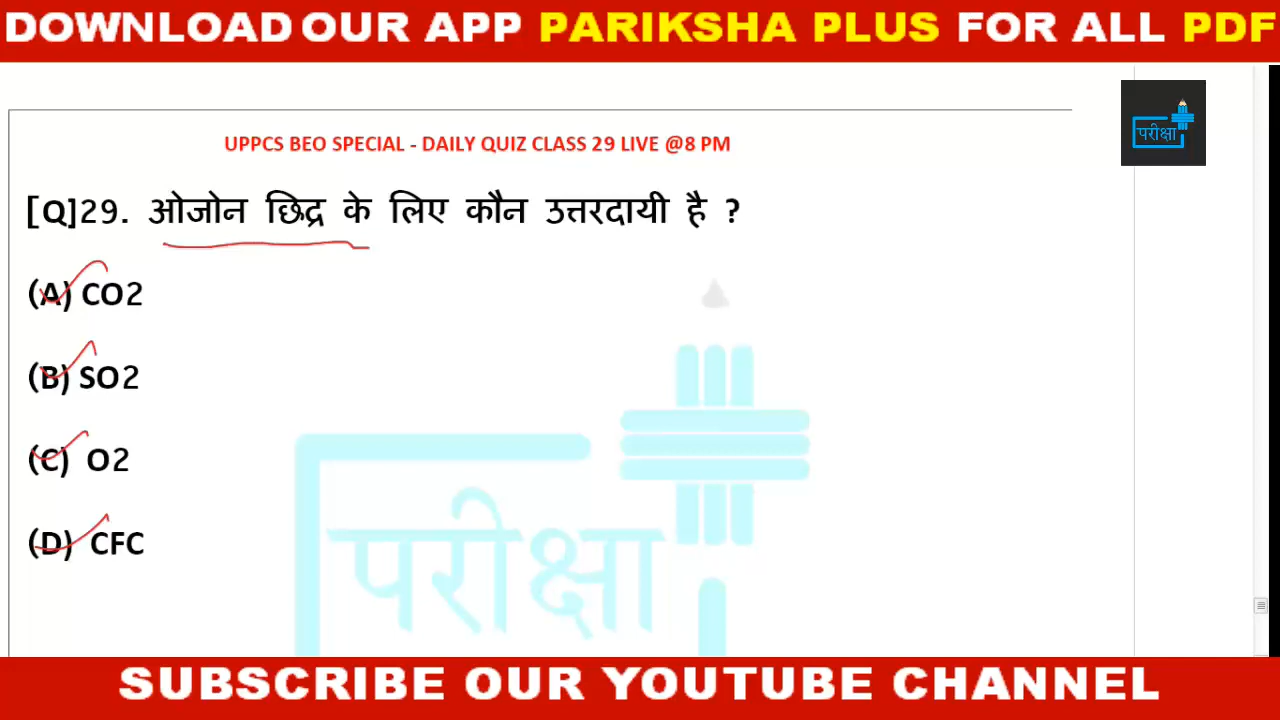 DOWNLOAD OUR APP PARIKSHA PLUS FOR ALL PDF
परीक्षा
UPPCS BEO SPECIAL - DAILY QUIZ CLASS 29 LIVE @8 PM
[Q]29. ओजोन छिद्र के लिए कौन उत्तरदायी है ?
(A) CO2
(B) SO2
(C) O2
(D) CFC
परीक्षा
SUBSCRIBE OUR YOUTUBE CHANNEL